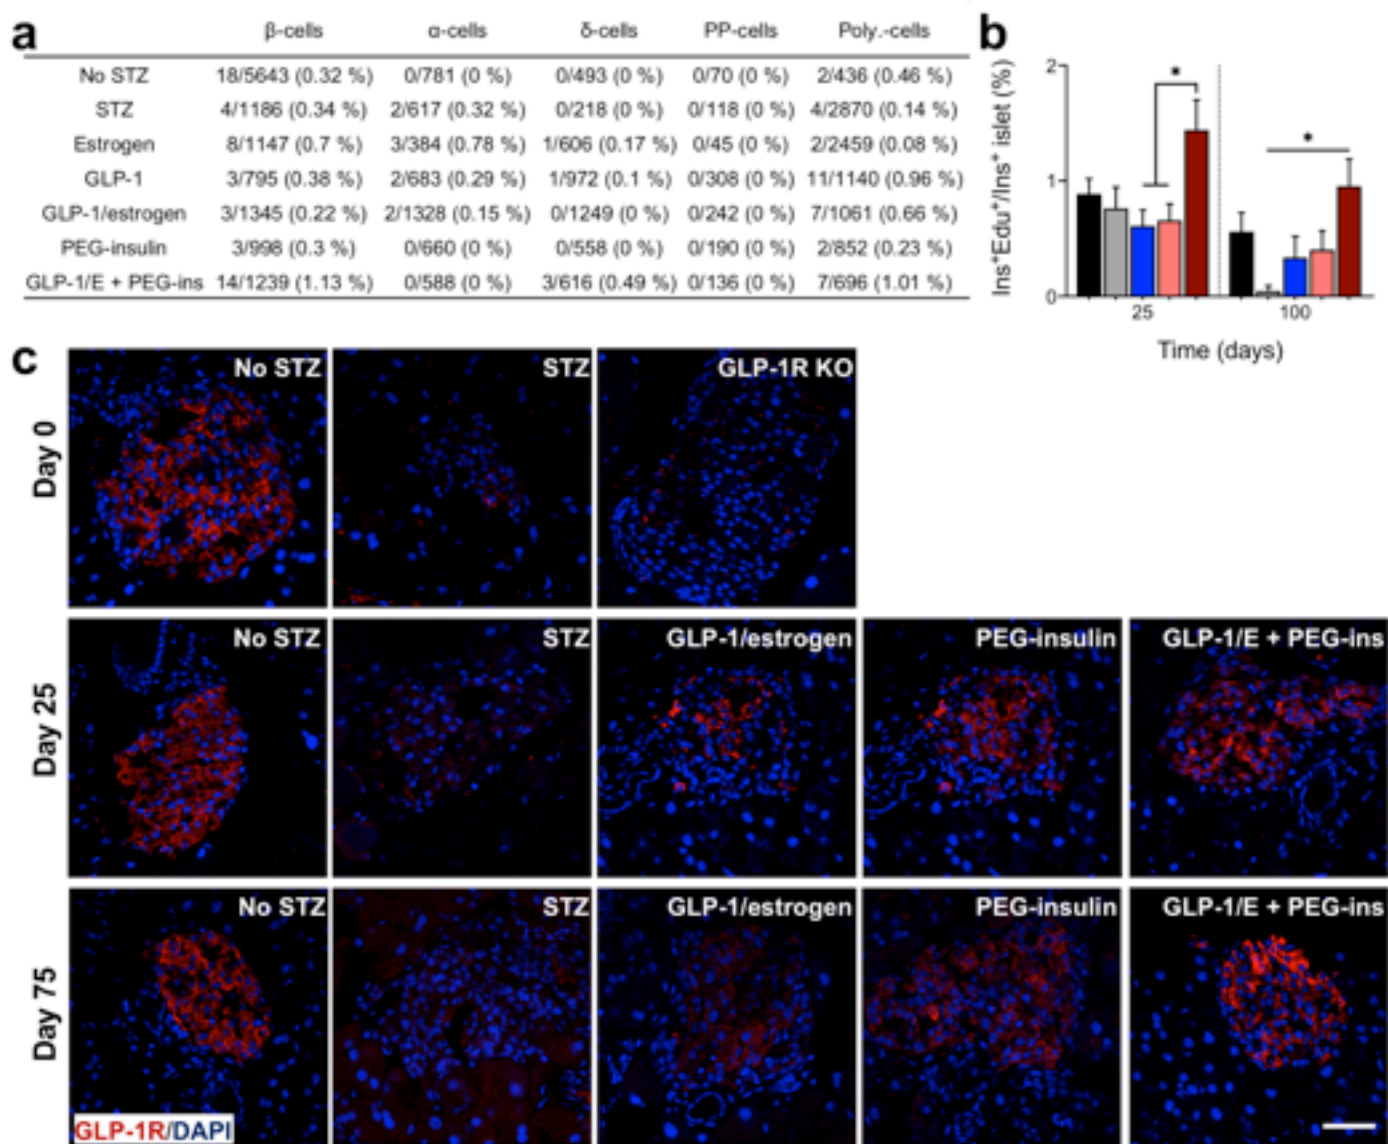 a
β-cells α-cells δ-cells PP-cells Poly.-cells
No STZ 18/5643 (0.32 %) 0/781 (0 %) 0/493 (0 %) 0/70 (0 %) 2/436 (0.46 %)
STZ 4/1186 (0.34 %) 2/617 (0.32 %) 0/218 (0 %) 0/118 (0 %) 4/2870 (0.14 %)
Estrogen 8/1147 (0.7 %) 3/384 (0.78 %) 1/606 (0.17 %) 0/45 (0 %) 2/2459 (0.08 %)
GLP-1 3/795 (0.38 %) 2/683 (0.29 %) 1/972 (0.1 %) 0/308 (0 %) 11/1140 (0.96 %)
GLP-1/estrogen 3/1345 (0.22 %) 2/1328 (0.15 %) 0/1249 (0 %) 0/242 (0 %) 7/1061 (0.66 %)
PEG-insulin 3/998 (0.3 %) 0/660 (0 %) 0/558 (0 %) 0/190 (0 %) 2/852 (0.23 %)
GLP-1/E + PEG-ins 14/1239 (1.13 %) 0/588 (0 %) 3/616 (0.49 %) 0/136 (0 %) 7/696 (1.01 %)
b
Ins⁺Edu⁺/Ins⁺ islet (%)
2
1
0
* *
25 100
Time (days)
c
Day 0
No STZ STZ GLP-1R KO
Day 25
No STZ STZ GLP-1/estrogen PEG-insulin GLP-1/E + PEG-ins
Day 75
No STZ STZ GLP-1/estrogen PEG-insulin GLP-1/E + PEG-ins
GLP-1R/DAPI